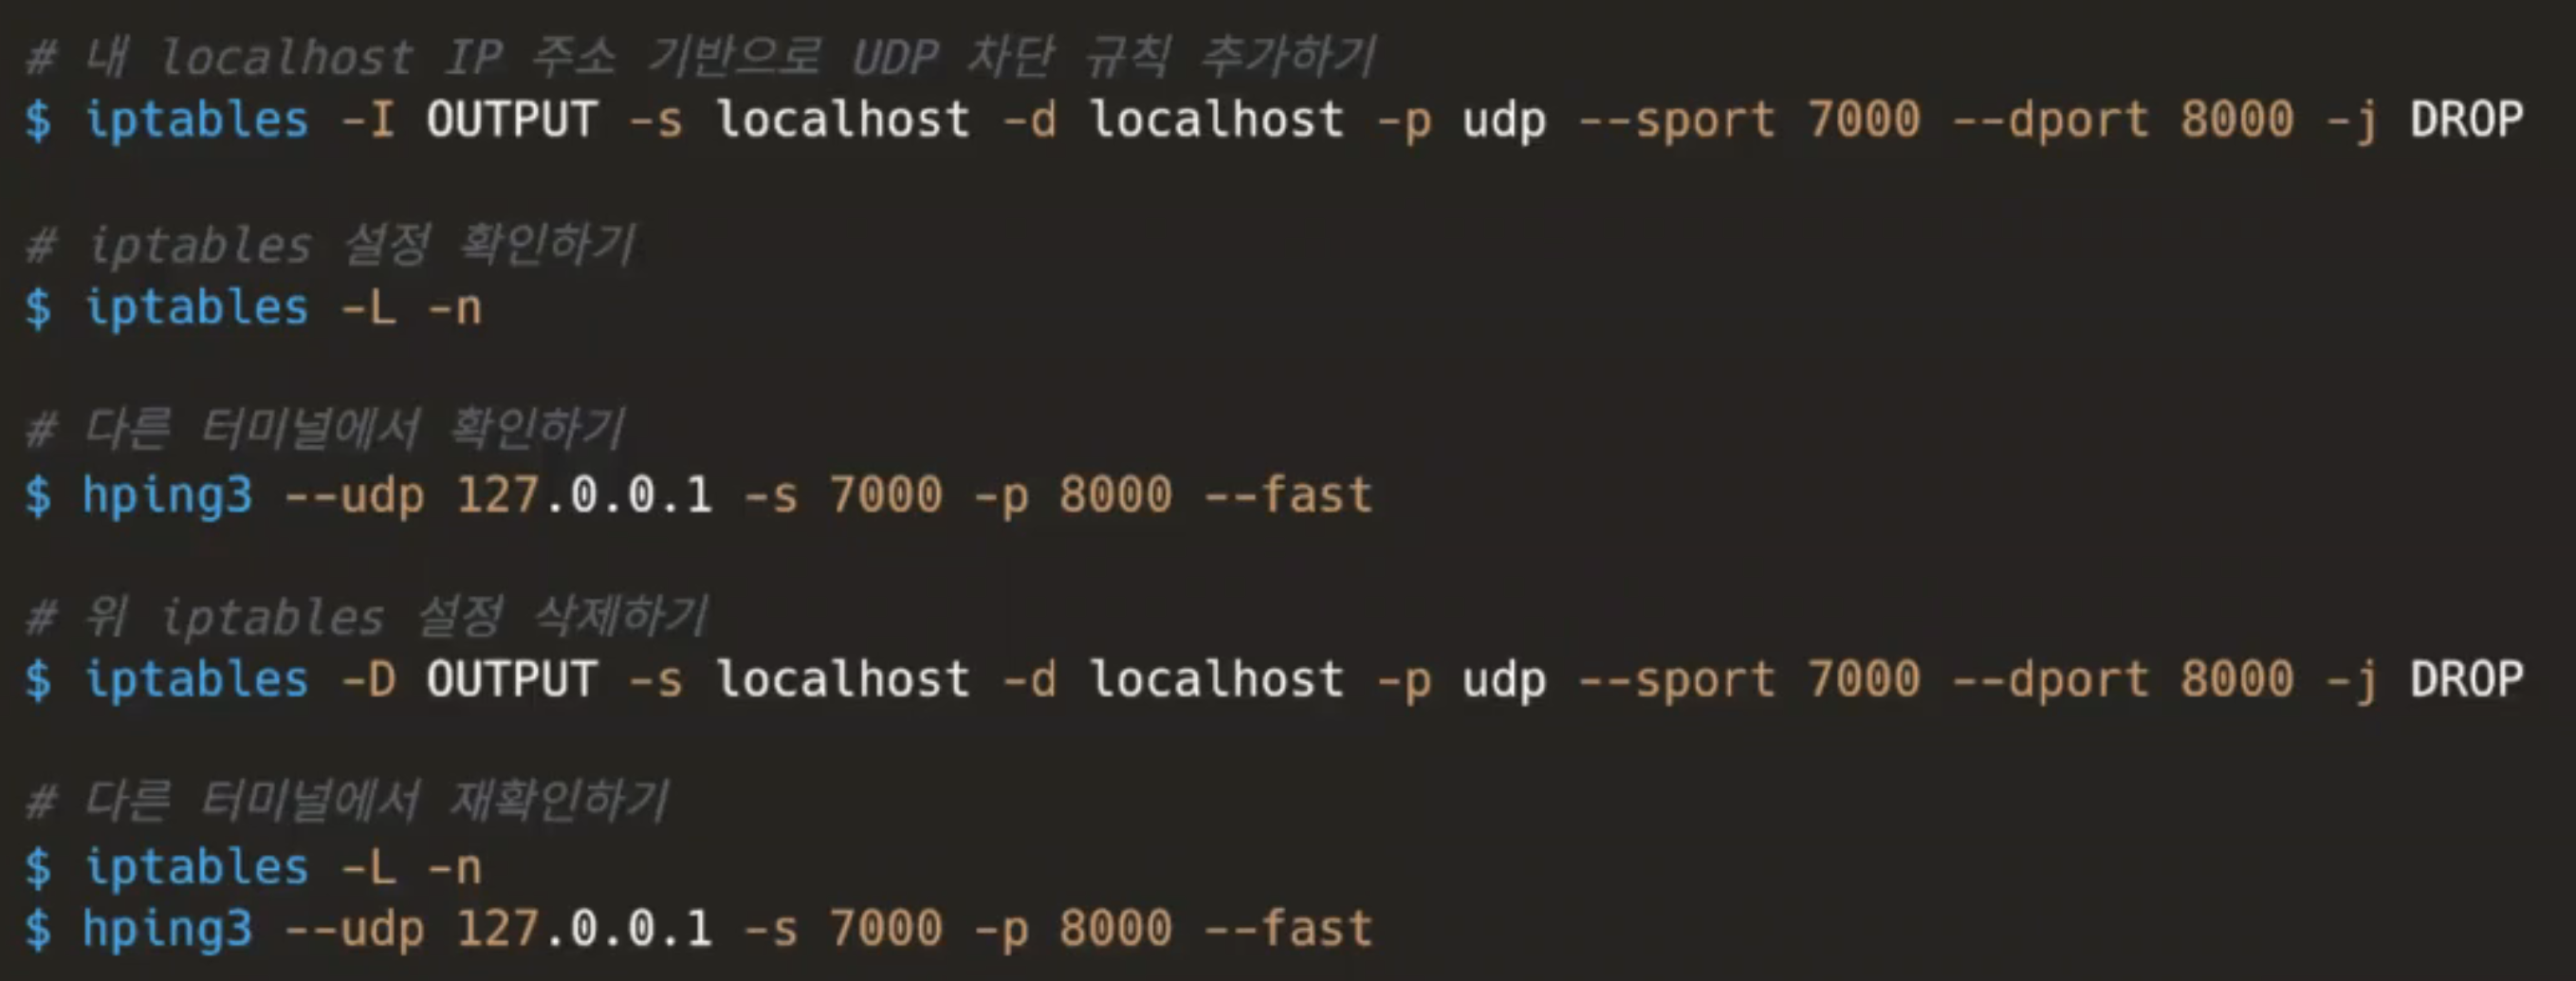 # 내 localhost IP 주소 기반으로 UDP 차단 규칙 추가하기
$ iptables -I OUTPUT -s localhost -d localhost -p udp --sport 7000 --dport 8000 -j DROP
# iptables 설정 확인하기
$ iptables -L -n
# 다른 터미널에서 확인하기
$ hping3 --udp 127.0.0.1 -s 7000 -p 8000 --fast
# 위 iptables 설정 삭제하기
$ iptables -D OUTPUT -s localhost -d localhost -p udp --sport 7000 --dport 8000 -j DROP
# 다른 터미널에서 재확인하기
$ iptables -L -n
$ hping3 --udp 127.0.0.1 -s 7000 -p 8000 --fast